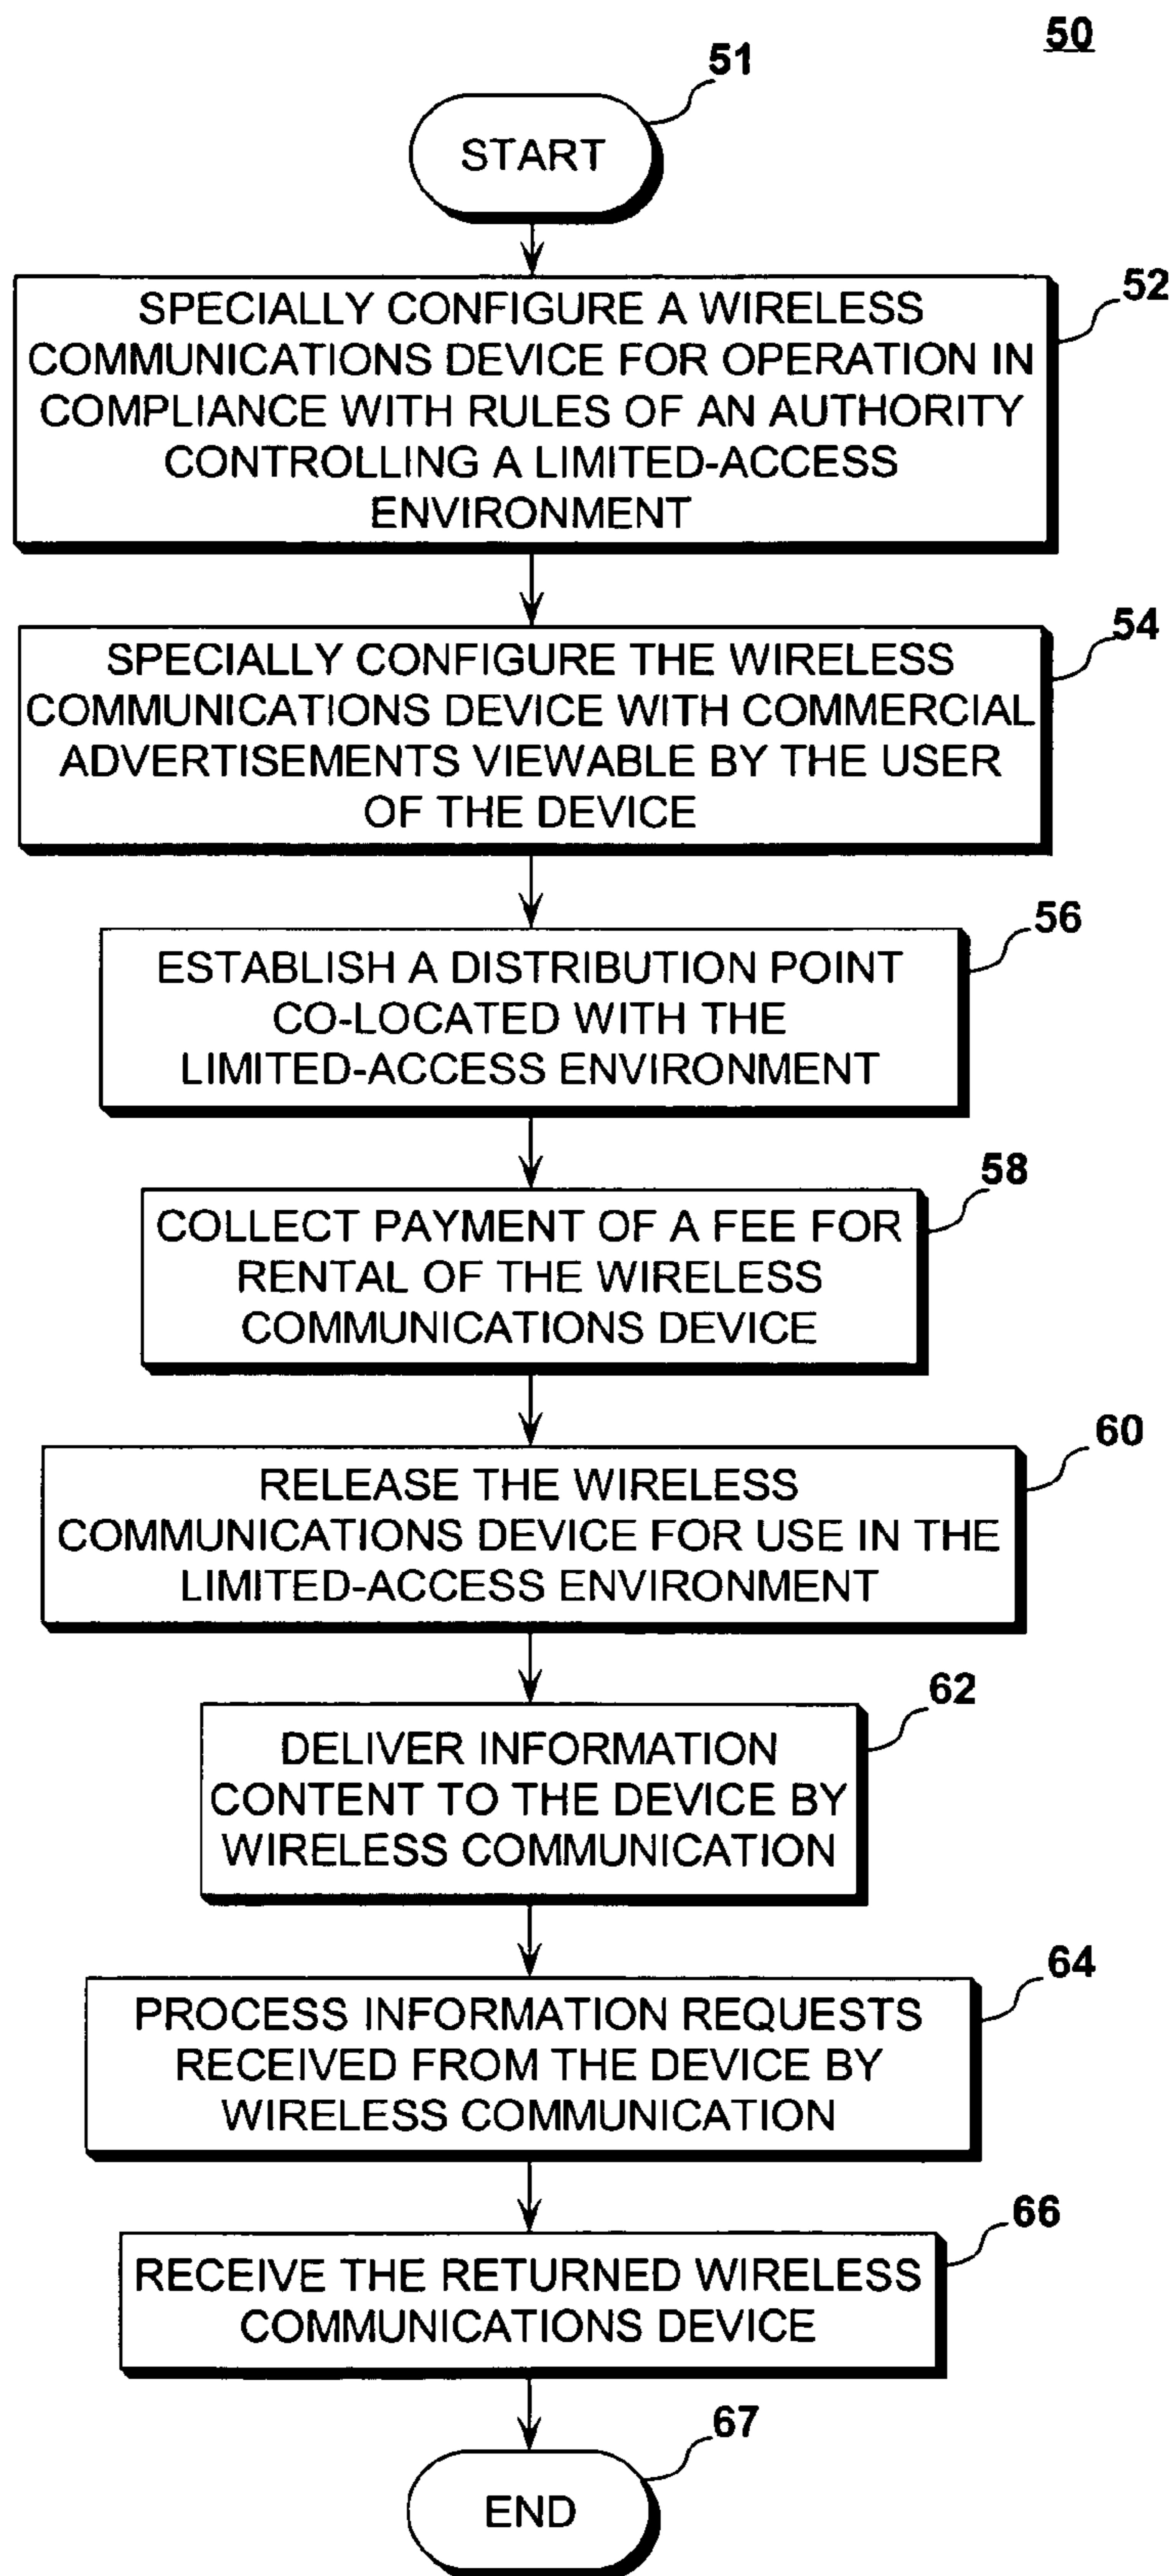 50
51
START
52
SPECIALLY CONFIGURE A WIRELESS
COMMUNICATIONS DEVICE FOR OPERATION IN
COMPLIANCE WITH RULES OF AN AUTHORITY
CONTROLLING A LIMITED-ACCESS
ENVIRONMENT
54
SPECIALLY CONFIGURE THE WIRELESS
COMMUNICATIONS DEVICE WITH COMMERCIAL
ADVERTISEMENTS VIEWABLE BY THE USER
OF THE DEVICE
56
ESTABLISH A DISTRIBUTION POINT
CO-LOCATED WITH THE
LIMITED-ACCESS ENVIRONMENT
58
COLLECT PAYMENT OF A FEE FOR
RENTAL OF THE WIRELESS
COMMUNICATIONS DEVICE
60
RELEASE THE WIRELESS
COMMUNICATIONS DEVICE FOR USE IN THE
LIMITED-ACCESS ENVIRONMENT
62
DELIVER INFORMATION
CONTENT TO THE DEVICE BY
WIRELESS COMMUNICATION
64
PROCESS INFORMATION REQUESTS
RECEIVED FROM THE DEVICE BY
WIRELESS COMMUNICATION
66
RECEIVE THE RETURNED WIRELESS
COMMUNICATIONS DEVICE
67
END